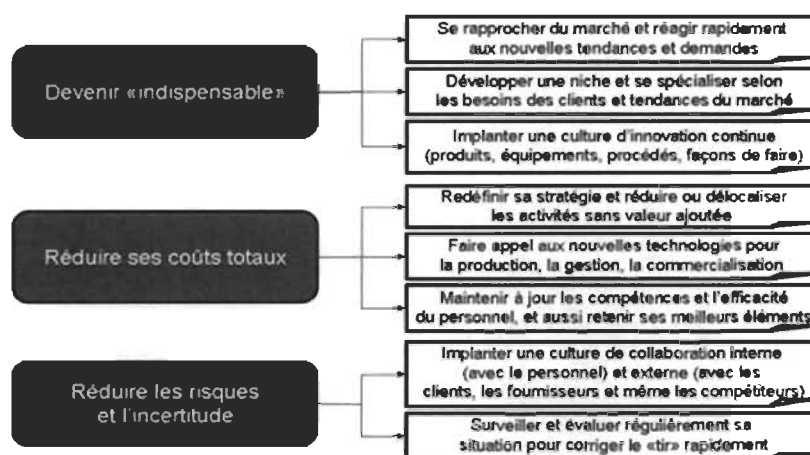 Devenir «indispensable»
Se rapprocher du marché et réagir rapidement
aux nouvelles tendances et demandes
Développer une niche et se spécialiser selon
les besoins des clients et tendances du marché
Implanter une culture d'innovation continue
(produits, équipements, procédés, façons de faire)
Réduire ses coûts totaux
Redéfinir sa stratégie et réduire ou délocaliser
les activités sans valeur ajoutée
Faire appel aux nouvelles technologies pour
la production, la gestion, la commercialisation
Maintenir à jour les compétences et l'efficacité
du personnel, et aussi retenir ses meilleurs éléments
Réduire les risques
et l'incertitude
Implanter une culture de collaboration interne
(avec le personnel) et externe (avec les
clients, les fournisseurs et même les compétiteurs)
Surveiller et évaluer régulièrement sa
situation pour corriger le «tir» rapidement